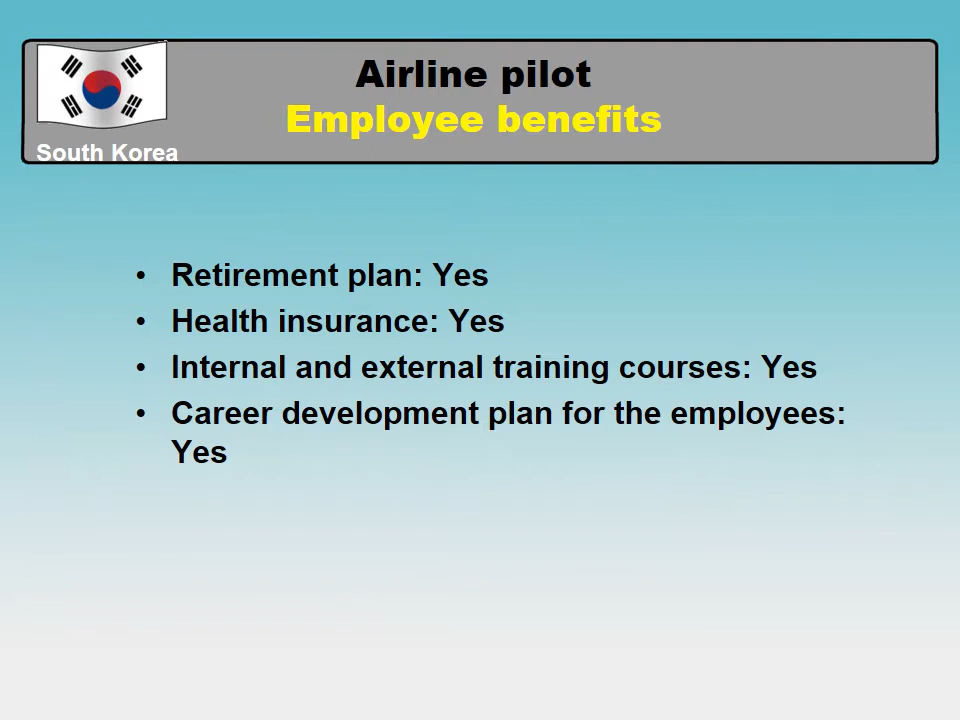 Airline pilot
Employee benefits
South Korea
• Retirement plan: Yes
• Health insurance: Yes
• Internal and external training courses: Yes
• Career development plan for the employees:
Yes